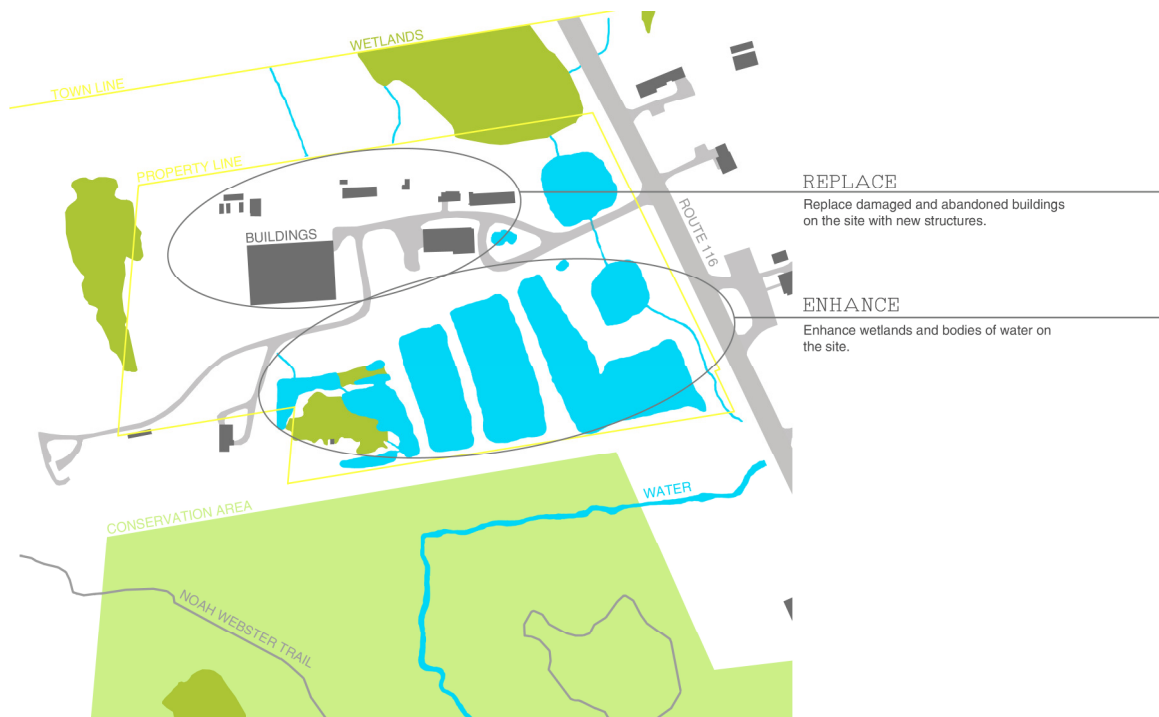 WETLANDS
TOWN LINE
PROPERTY LINE
REPLACE
Replace damaged and abandoned buildings
on the site with new structures.
BUILDINGS
ROUTE 116
ENHANCE
Enhance wetlands and bodies of water on
the site.
WATER
CONSERVATION AREA
NOAH WEBSTER TRAIL